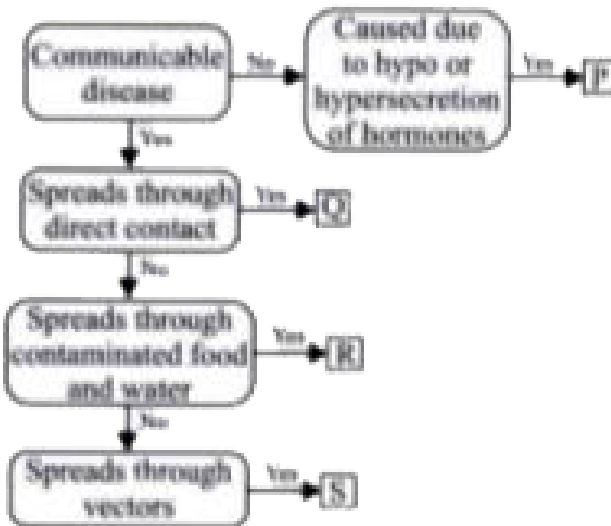 Communicable
disease
No
Caused due
to hypo or
hypersecretion
of hormones
Yes
P
Yes
Spreads through
direct contact
Yes
Q
No
Spreads through
contaminated food
and water
Yes
R
No
Spreads through
vectors
Yes
S